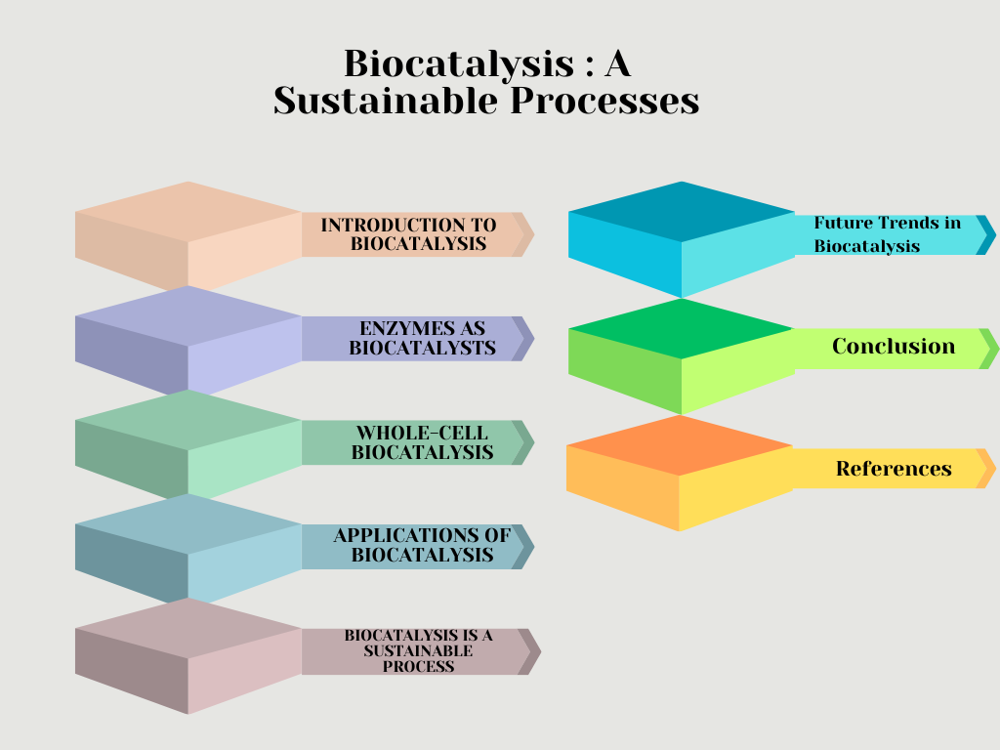 Biocatalysis : A
Sustainable Processes
INTRODUCTION TO
BIOCATALYSIS
ENZYMES AS
BIOCATALYSTS
WHOLE-CELL
BIOCATALYSIS
APPLICATIONS OF
BIOCATALYSIS
BIOCATALYSIS IS A
SUSTAINABLE
PROCESS
Future Trends in
Biocatalysis
Conclusion
References